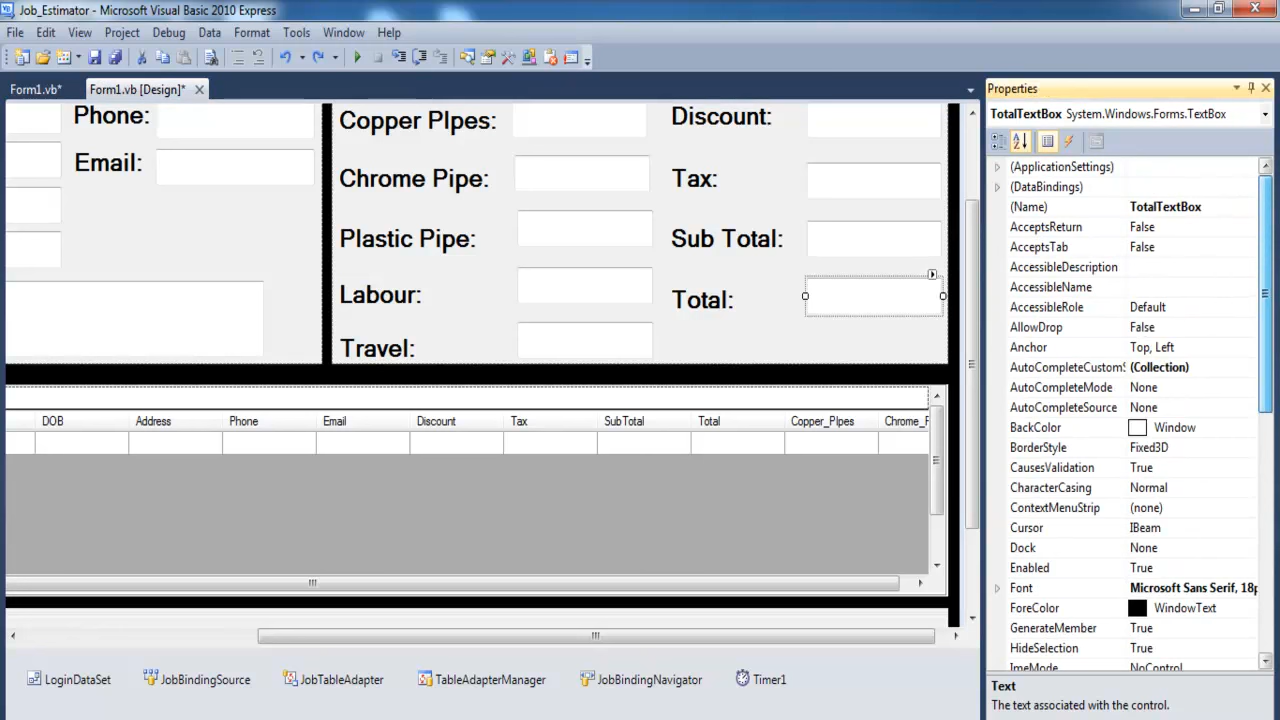 Job_Estimator - Microsoft Visual Basic 2010 Express
File Edit View Project Debug Data Format Tools Window Help
Form1.vb* Form1.vb [Design]*
Phone:
Email:
Copper PIpes:
Chrome Pipe:
Plastic Pipe:
Labour:
Travel:
Discount:
Tax:
Sub Total:
Total:
DOB Address Phone Email Discount Tax SubTotal Total Copper_PIpes Chrome_F
LoginDataSet JobBindingSource JobTableAdapter TableAdapterManager JobBindingNavigator Timer1
Properties
TotalTextBox System.Windows.Forms.TextBox
(ApplicationSettings)
(DataBindings)
(Name) TotalTextBox
AcceptsReturn False
AcceptsTab False
AccessibleDescription
AccessibleName
AccessibleRole Default
AllowDrop False
Anchor Top, Left
AutoCompleteCustomS (Collection)
AutoCompleteMode None
AutoCompleteSource None
BackColor Window
BorderStyle Fixed3D
CausesValidation True
CharacterCasing Normal
ContextMenuStrip (none)
Cursor IBeam
Dock None
Enabled True
Font Microsoft Sans Serif, 18p
ForeColor WindowText
GenerateMember True
HideSelection True
ImeMode NoControl
Text
The text associated with the control.